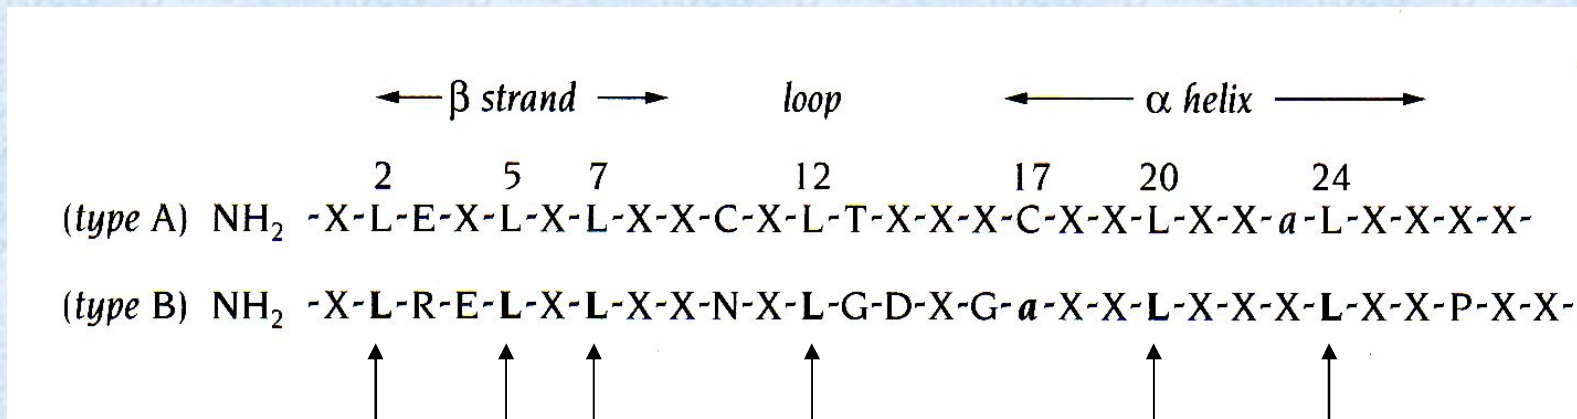 β strand loop α helix
2 5 7 12 17 20 24
(type A) NH₂ -X-L-E-X-L-X-L-X-X-C-X-L-T-X-X-X-C-X-X-L-X-X-a-L-X-X-X-X-
(type B) NH₂ -X-L-R-E-L-X-L-X-X-N-X-L-G-D-X-G-a-X-X-L-X-X-X-L-X-X-P-X-X-